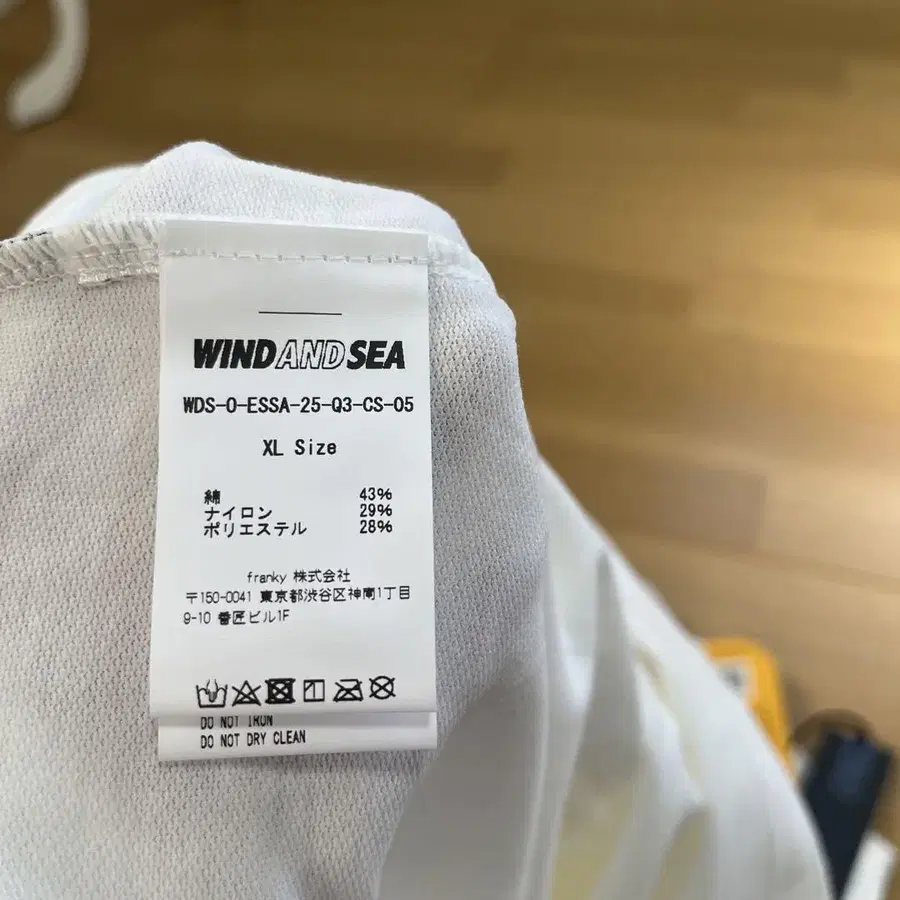 WIND AND SEA
WDS-O-ESSA-25-Q3-CS-05
XL Size
綿 43%
ナイロン 29%
ポリエステル 28%
franky 株式会社
〒150-0041 東京都渋谷区神南1丁目
9-10 番匠ビル1F
DO NOT IRON
DO NOT DRY CLEAN